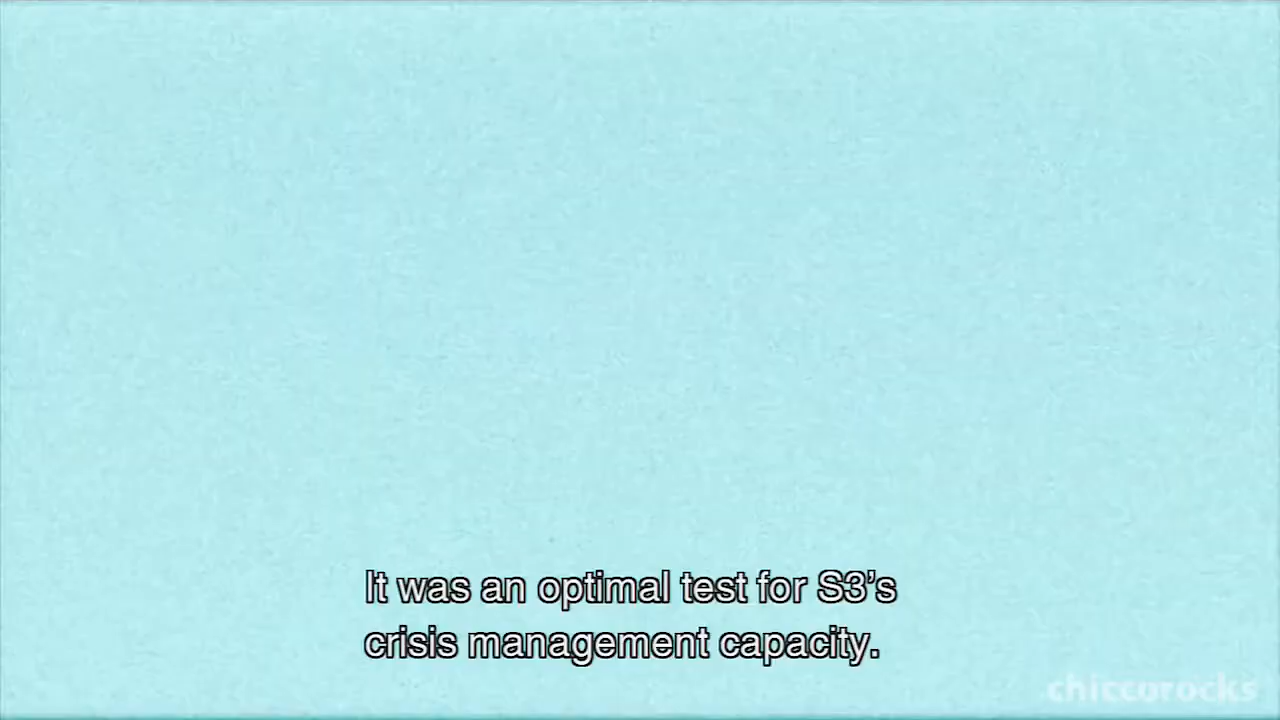 It was an optimal test for S3’s
crisis management capacity.
chiccorocks